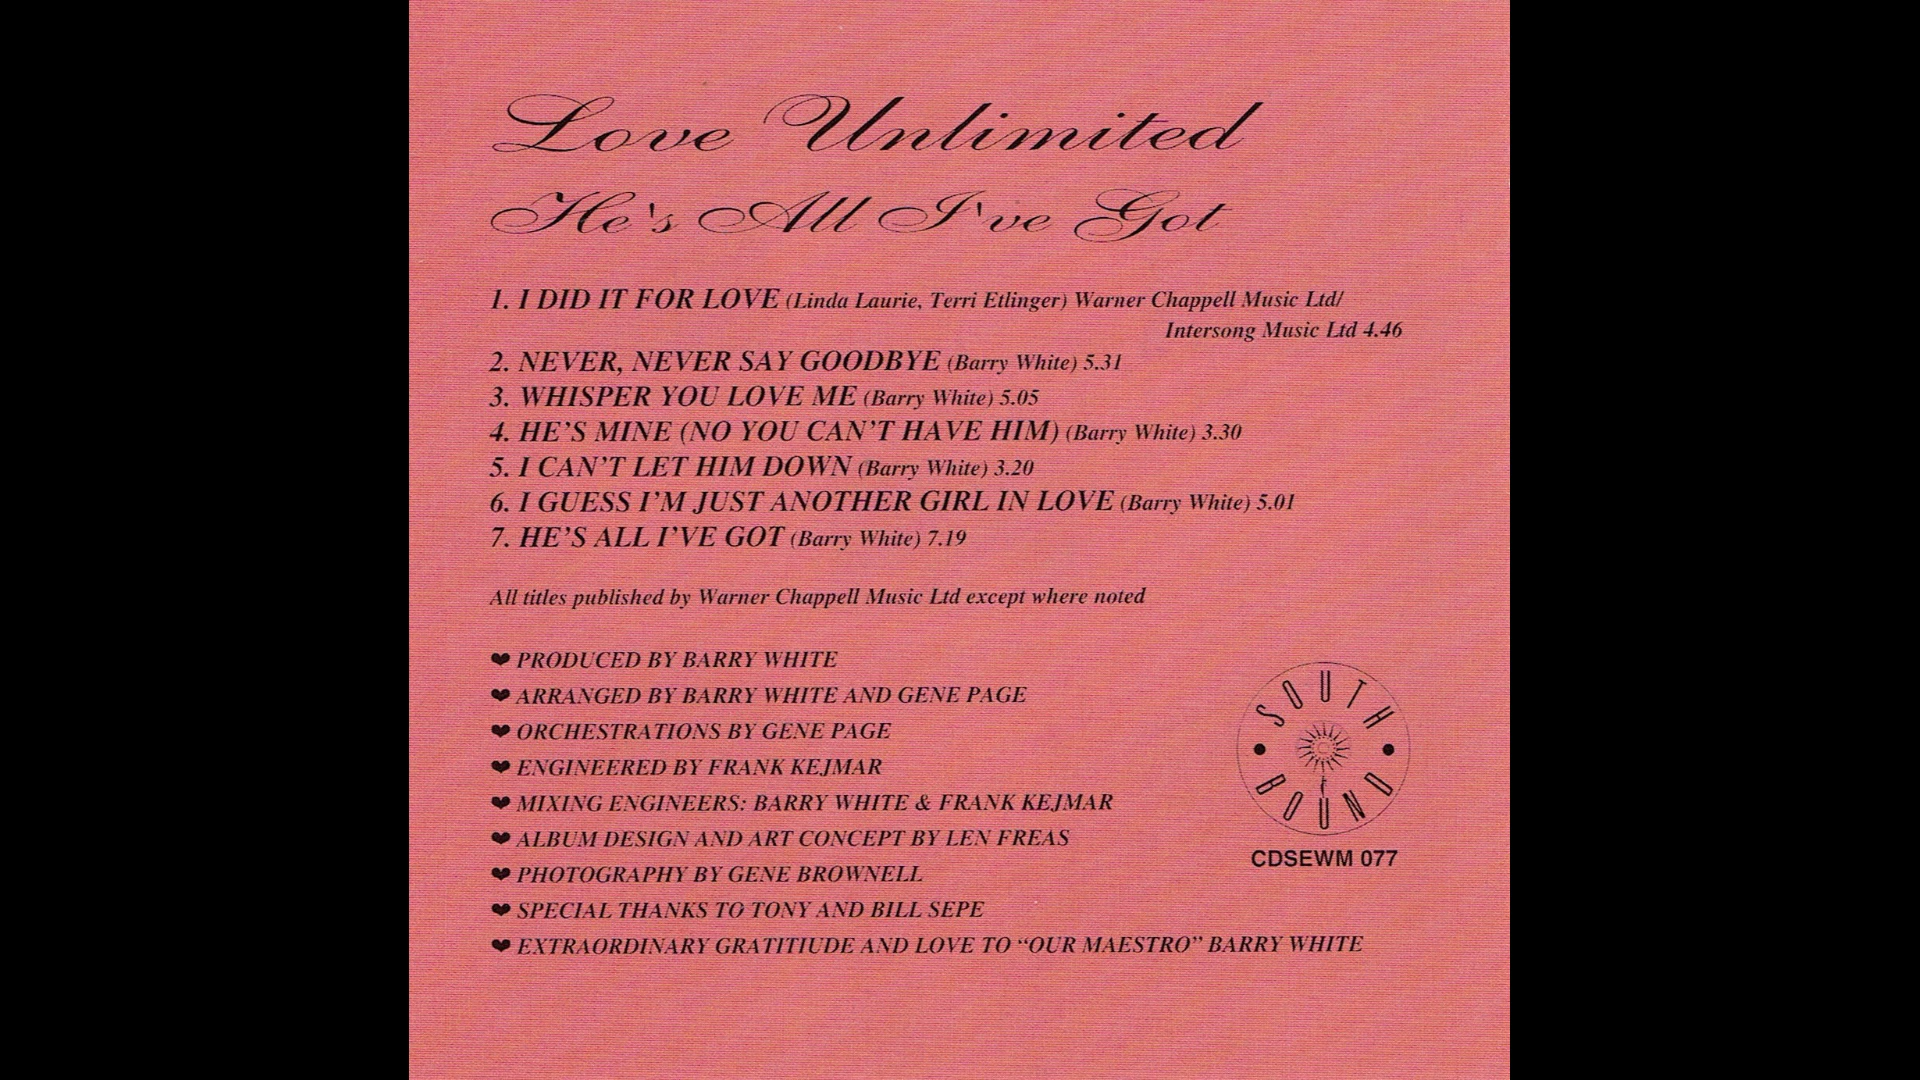 Love Unlimited
He's All I've Got
1. I DID IT FOR LOVE (Linda Laurie, Terri Etlinger) Warner Chappell Music Ltd/
Intersong Music Ltd 4.46
2. NEVER, NEVER SAY GOODBYE (Barry White) 5.31
3. WHISPER YOU LOVE ME (Barry White) 5.05
4. HE’S MINE (NO YOU CAN’T HAVE HIM) (Barry White) 3.30
5. I CAN’T LET HIM DOWN (Barry White) 3.20
6. I GUESS I’M JUST ANOTHER GIRL IN LOVE (Barry White) 5.01
7. HE’S ALL I’VE GOT (Barry White) 7.19
All titles published by Warner Chappell Music Ltd except where noted
❤ PRODUCED BY BARRY WHITE
❤ ARRANGED BY BARRY WHITE AND GENE PAGE
❤ ORCHESTRATIONS BY GENE PAGE
❤ ENGINEERED BY FRANK KEJMAR
❤ MIXING ENGINEERS: BARRY WHITE & FRANK KEJMAR
❤ ALBUM DESIGN AND ART CONCEPT BY LEN FREAS
❤ PHOTOGRAPHY BY GENE BROWNELL
❤ SPECIAL THANKS TO TONY AND BILL SEPE
❤ EXTRAORDINARY GRATITIUDE AND LOVE TO “OUR MAESTRO” BARRY WHITE
SOUTH
BOUND
CDSEWM 077